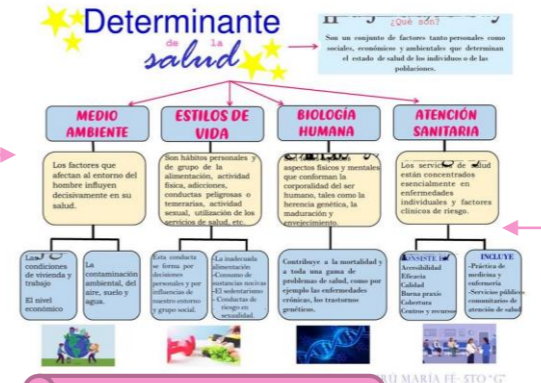 Determinante
de la
salud
¿Qué son?
Son un conjunto de factores tanto personales como
sociales, económicos y ambientales que determinan
el estado de salud de los individuos o de las
poblaciones.
MEDIO
AMBIENTE
Los factores que
afectan al entorno del
hombre influyen
decisivamente en su
salud.
Las
condiciones
de vivienda y
trabajo
El nivel
económico
La
contaminación
ambiental, del
aire, suelo y
agua.
ESTILOS DE
VIDA
Son hábitos personales y
de grupo de la
alimentación, actividad
física, adicciones,
conductas peligrosas o
temerarias, actividad
sexual, utilización de los
servicios de salud, etc.
Esta conducta
se forma por
decisiones
personales y por
influencias de
nuestro entorno
y grupo social.
-La inadecuada
alimentación
-Consumo de
sustancias nocivas
-El sedentarismo
- Conductas de
riesgo en
sexualidad.
BIOLOGÍA
HUMANA
aspectos físicos y mentales
que conforman la
corporalidad del ser
humano, tales como la
herencia genética, la
maduración y
envejecimiento.
Contribuye a la mortalidad y
a toda una gama de
problemas de salud, como por
ejemplo las enfermedades
crónicas, los trastornos
genéticos.
ATENCIÓN
SANITARIA
Los servicios de salud
están concentrados
esencialmente en
enfermedades
individuales y factores
clínicos de riesgo.
CONSISTE
Accesibilidad
Eficacia
Calidad
Buena praxis
Cobertura
Centros y recursos
INCLUYE
-Práctica de
medicina y
enfermería
-Servicios públicos
comunitarios de
atención de salud
MARÍA FE- 5TO "G"